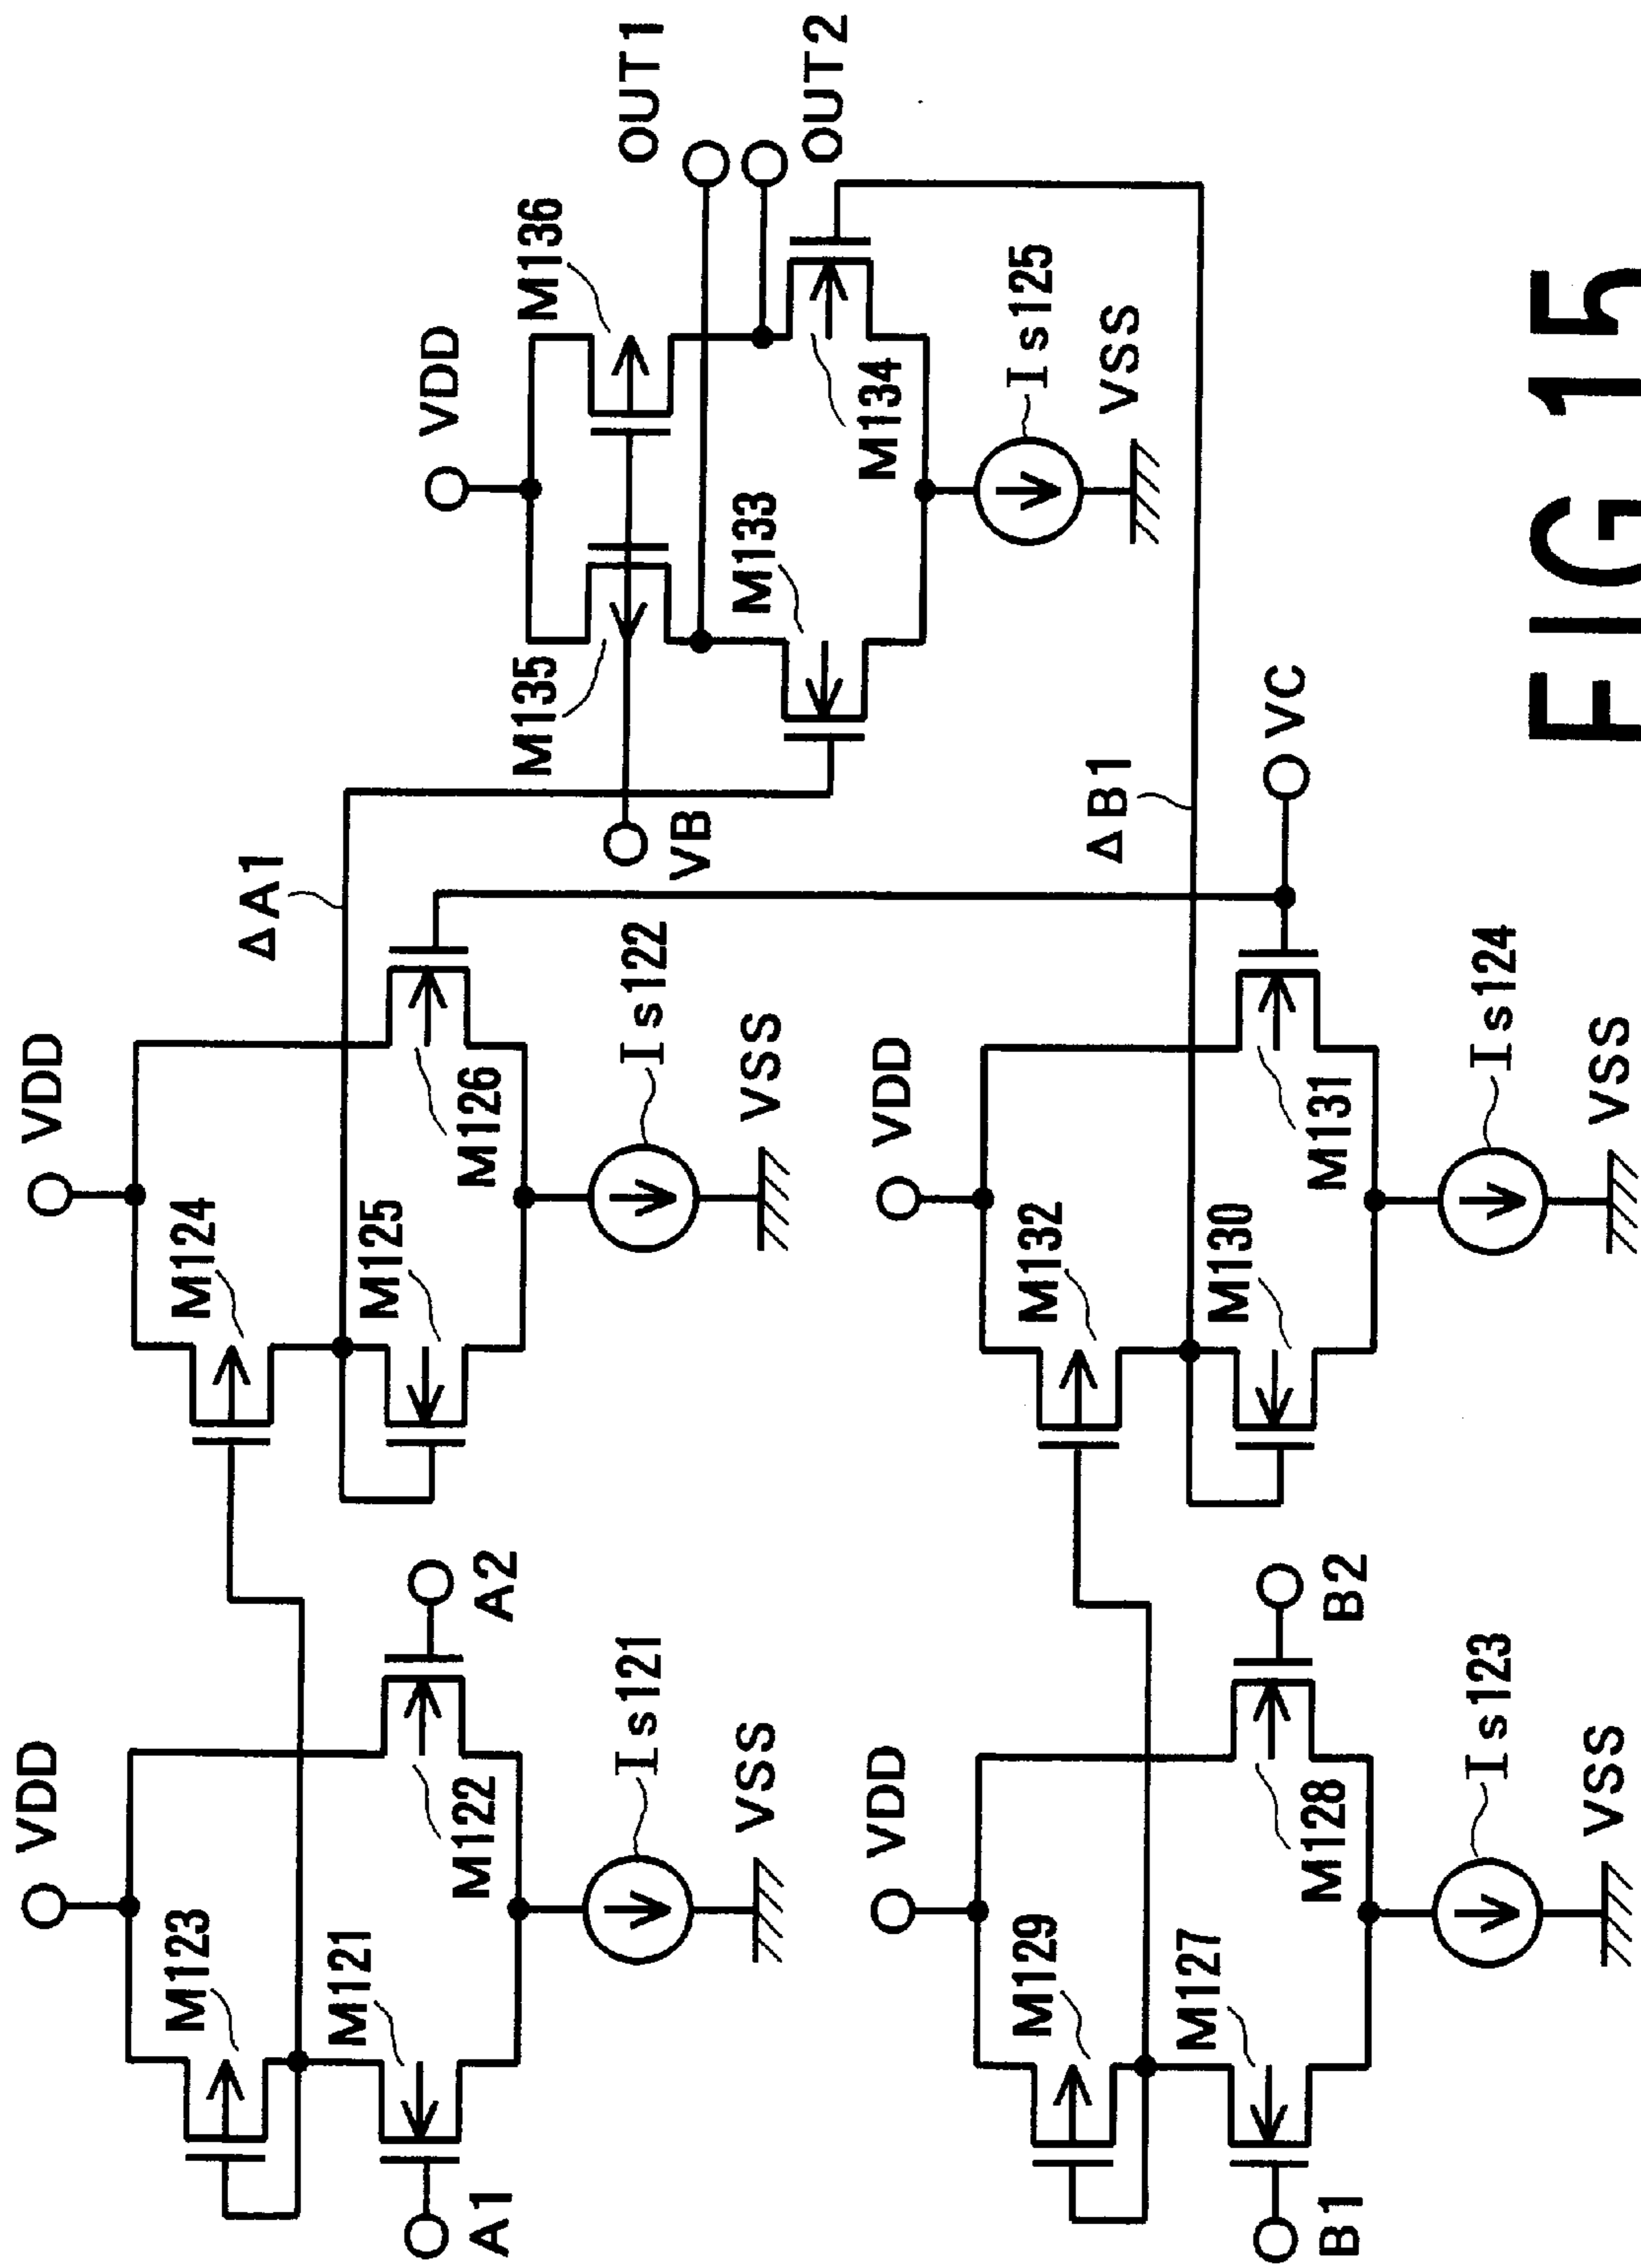 VDD
M123
M121
A1
M122
A2
Is121
VSS
VDD
M124
M125
M126
Is122
VSS
ΔA1
VDD
M129
M127
B1
M128
B2
Is123
VSS
VDD
M132
M130
M131
Is124
VSS
VC
ΔB1
VB
VDD
M135
M136
M133
M134
Is125
VSS
OUT1
OUT2
FIG 15